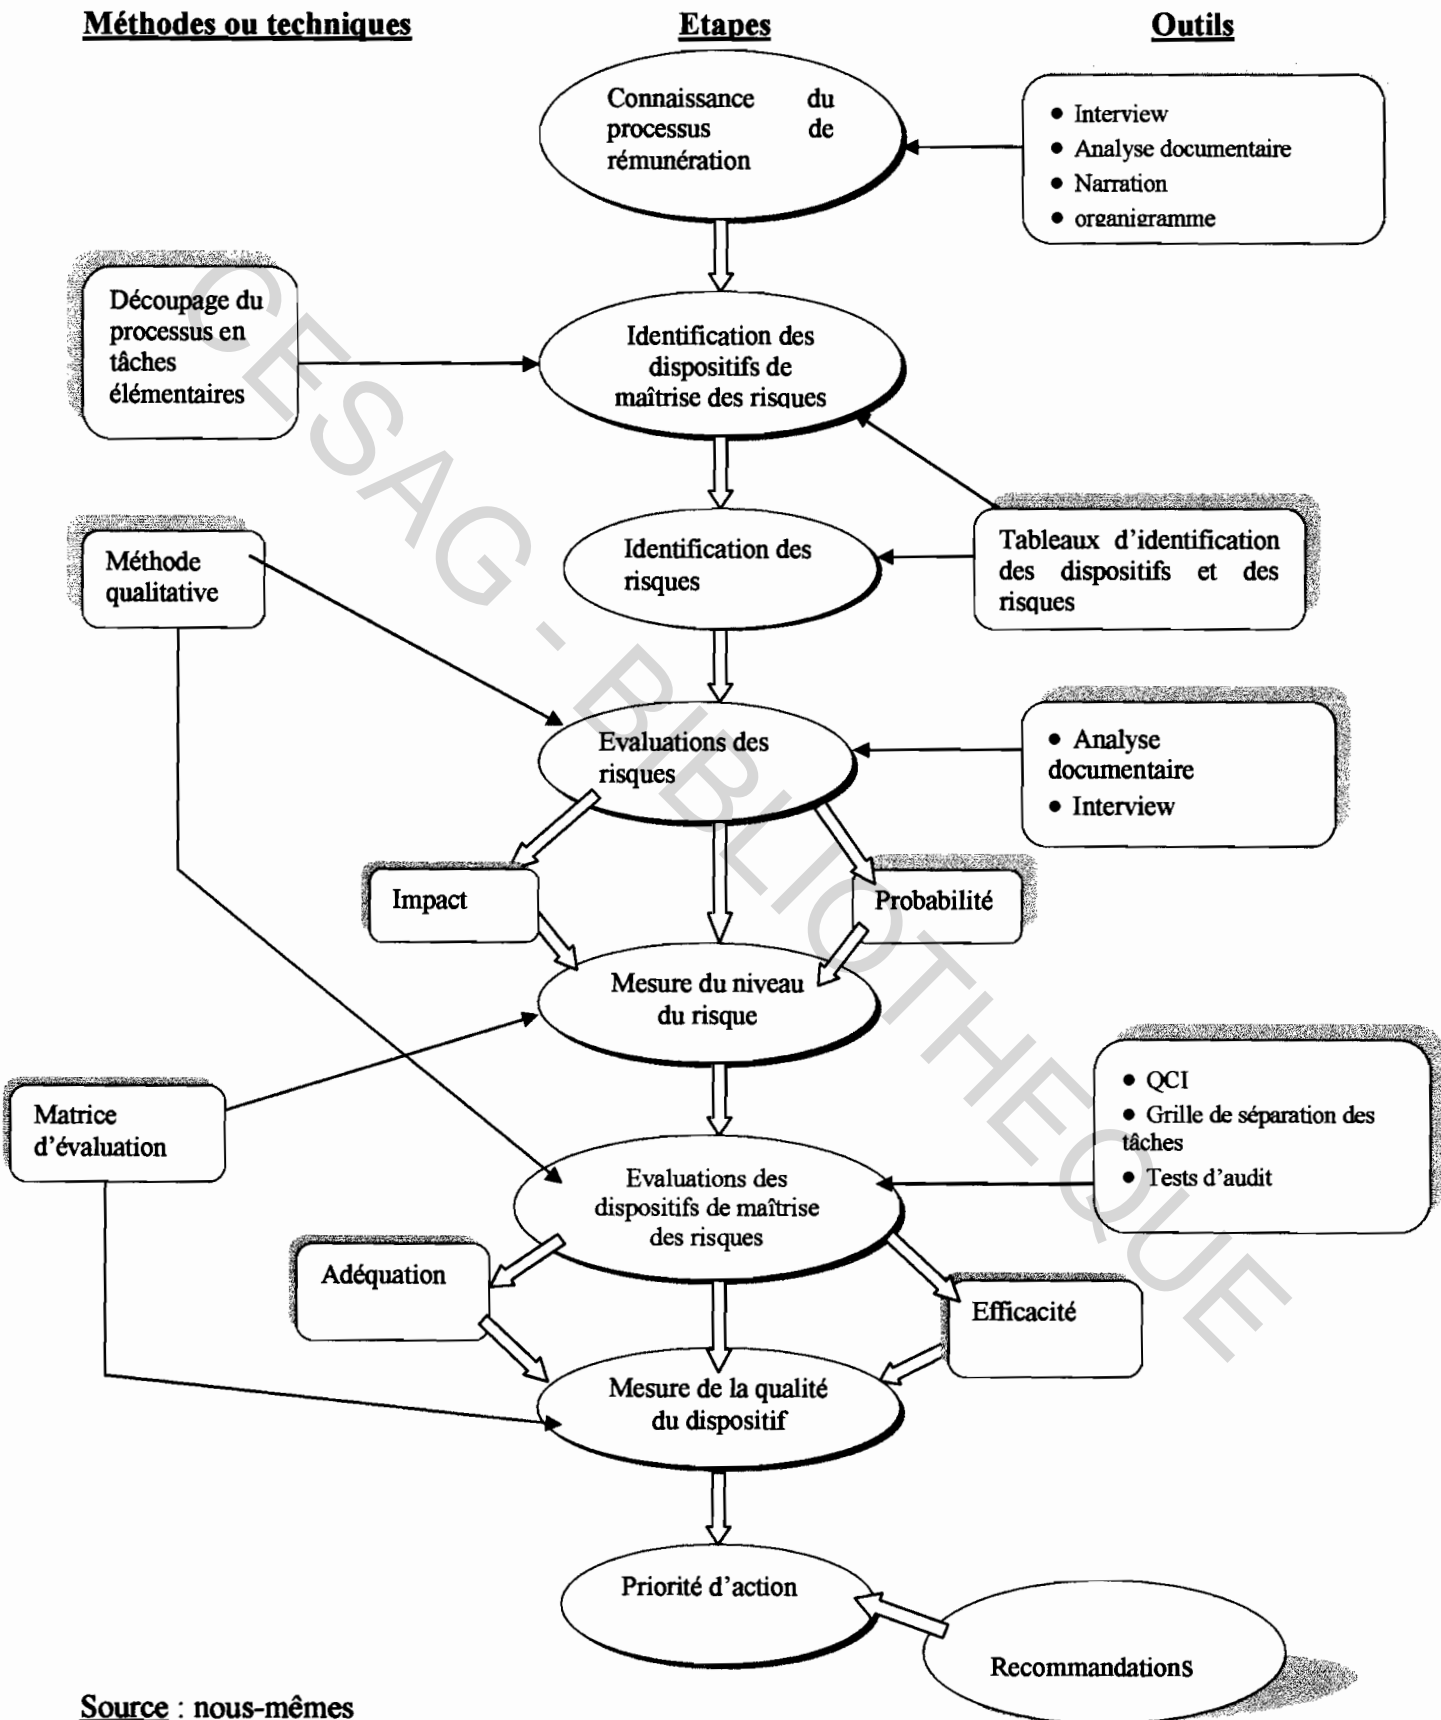 Méthodes ou techniques
Etapes
Outils
Connaissance du
processus de
rémunération
• Interview
• Analyse documentaire
• Narration
• organigramme
Découpage du
processus en
tâches
élémentaires
Identification des
dispositifs de
maîtrise des risques
Méthode
qualitative
Identification des
risques
Tableaux d'identification
des dispositifs et des
risques
Evaluations des
risques
• Analyse
documentaire
• Interview
Impact
Probabilité
Mesure du niveau
du risque
Matrice
d'évaluation
• QCI
• Grille de séparation des
tâches
• Tests d'audit
Evaluations des
dispositifs de maîtrise
des risques
Adéquation
Efficacité
Mesure de la qualité
du dispositif
Priorité d'action
Recommandations
Source : nous-mêmes
CESAG - BIBLIOTHEQUE